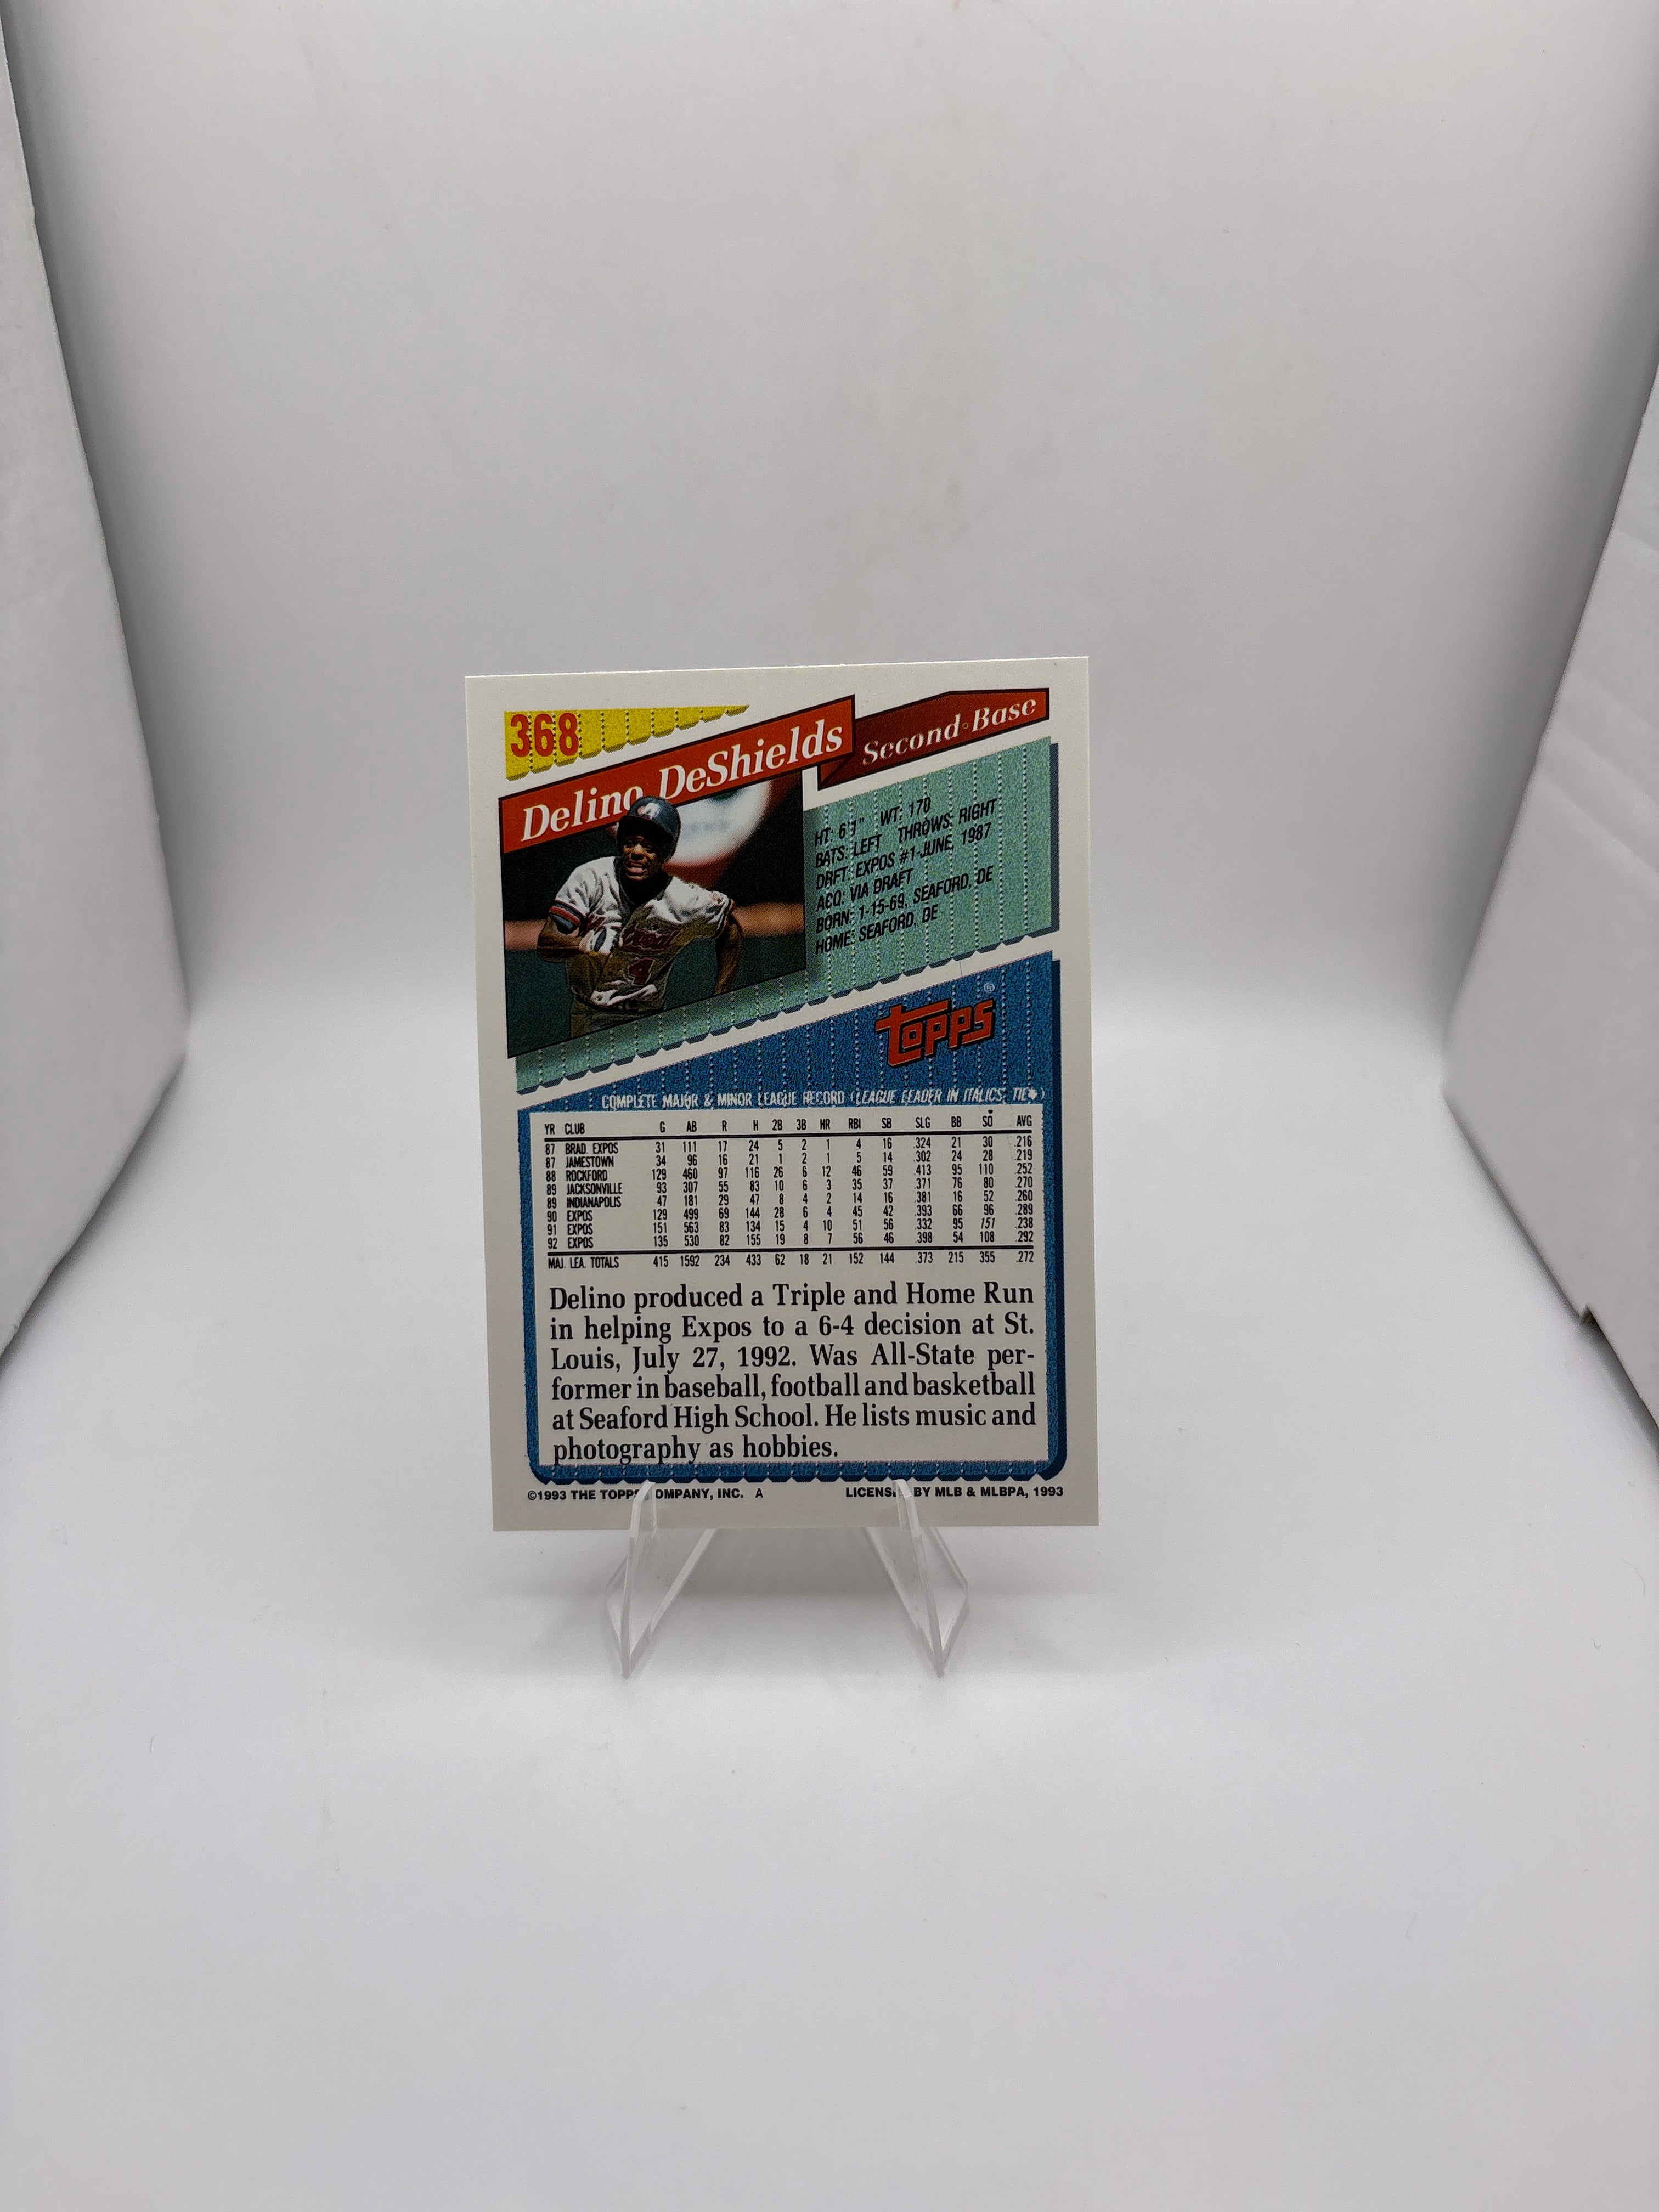 368
Delino DeShields
Second Base
HT: 6'1" WT: 170
BATS: LEFT THROWS: RIGHT
DRFT: EXPOS #1-JUNE, 1987
ACQ: VIA DRAFT
BORN: 1-15-69, SEAFORD, DE
HOME: SEAFORD, DE
4
topps
COMPLETE MAJOR & MINOR LEAGUE RECORD (LEAGUE LEADER IN ITALICS, TIE♦)
YR CLUB G AB R H 2B 3B HR RBI SB SLG BB SO AVG
87 BRAD. EXPOS 31 111 17 24 5 2 1 4 16 .324 21 30 .216
87 JAMESTOWN 34 96 16 21 1 2 1 5 14 .302 24 28 .219
88 ROCKFORD 129 460 97 116 26 6 12 46 59 .413 95 110 .252
89 JACKSONVILLE 93 307 55 83 10 6 3 35 37 .371 76 80 .270
89 INDIANAPOLIS 47 181 29 47 8 4 2 14 16 .381 16 52 .260
90 EXPOS 129 499 69 144 28 6 4 45 42 .393 66 96 .289
91 EXPOS 151 563 83 134 15 4 10 51 56 .332 95 151 .238
92 EXPOS 135 530 82 155 19 8 7 56 46 .398 54 108 .292
MAJ. LEA. TOTALS 415 1592 234 433 62 18 21 152 144 .373 215 355 .272
Delino produced a Triple and Home Run
in helping Expos to a 6-4 decision at St.
Louis, July 27, 1992. Was All-State per-
former in baseball, football and basketball
at Seaford High School. He lists music and
photography as hobbies.
©1993 THE TOPPS OMPANY, INC. A
LICENS BY MLB & MLBPA, 1993